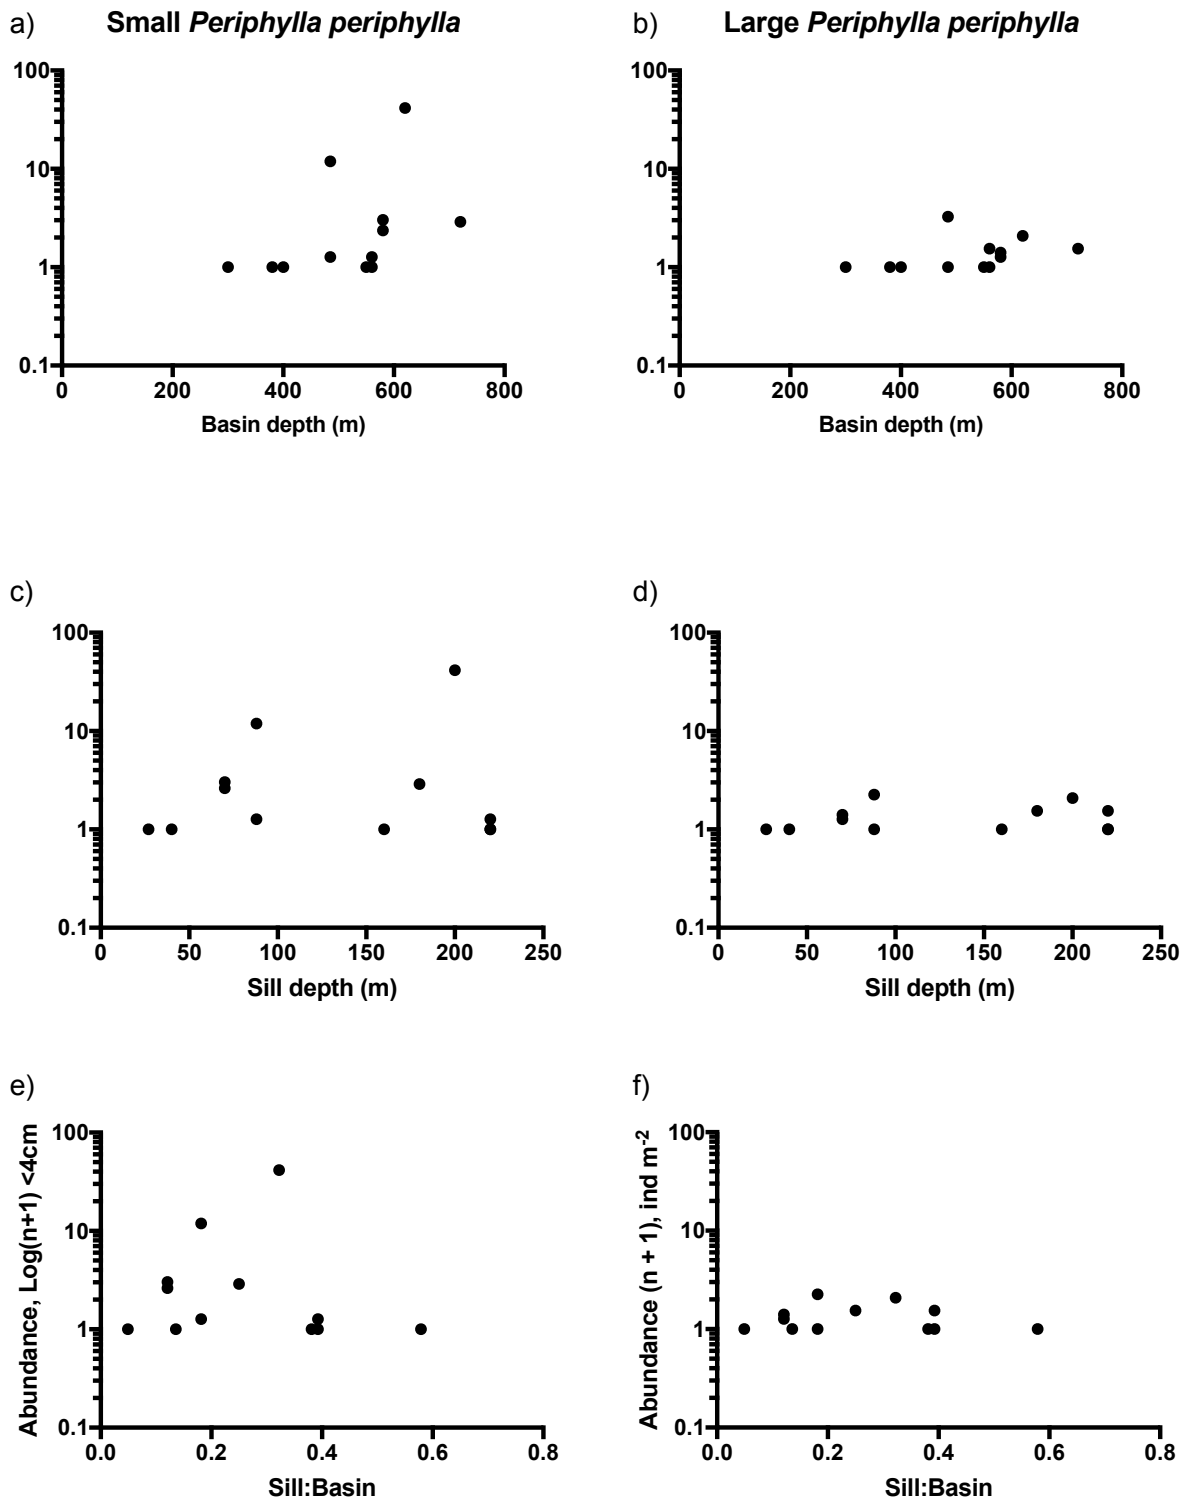 a) Small Periphylla periphylla
b) Large Periphylla periphylla
100
10
1
0.1
0 200 400 600 800
Basin depth (m)
100
10
1
0.1
0 200 400 600 800
Basin depth (m)
c)
100
10
1
0.1
0 50 100 150 200 250
Sill depth (m)
d)
100
10
1
0.1
0 50 100 150 200 250
Sill depth (m)
e)
Abundance, Log(n+1) <4cm
100
10
1
0.1
0.0 0.2 0.4 0.6 0.8
Sill:Basin
f)
Abundance (n + 1), ind m-2
100
10
1
0.1
0.0 0.2 0.4 0.6 0.8
Sill:Basin